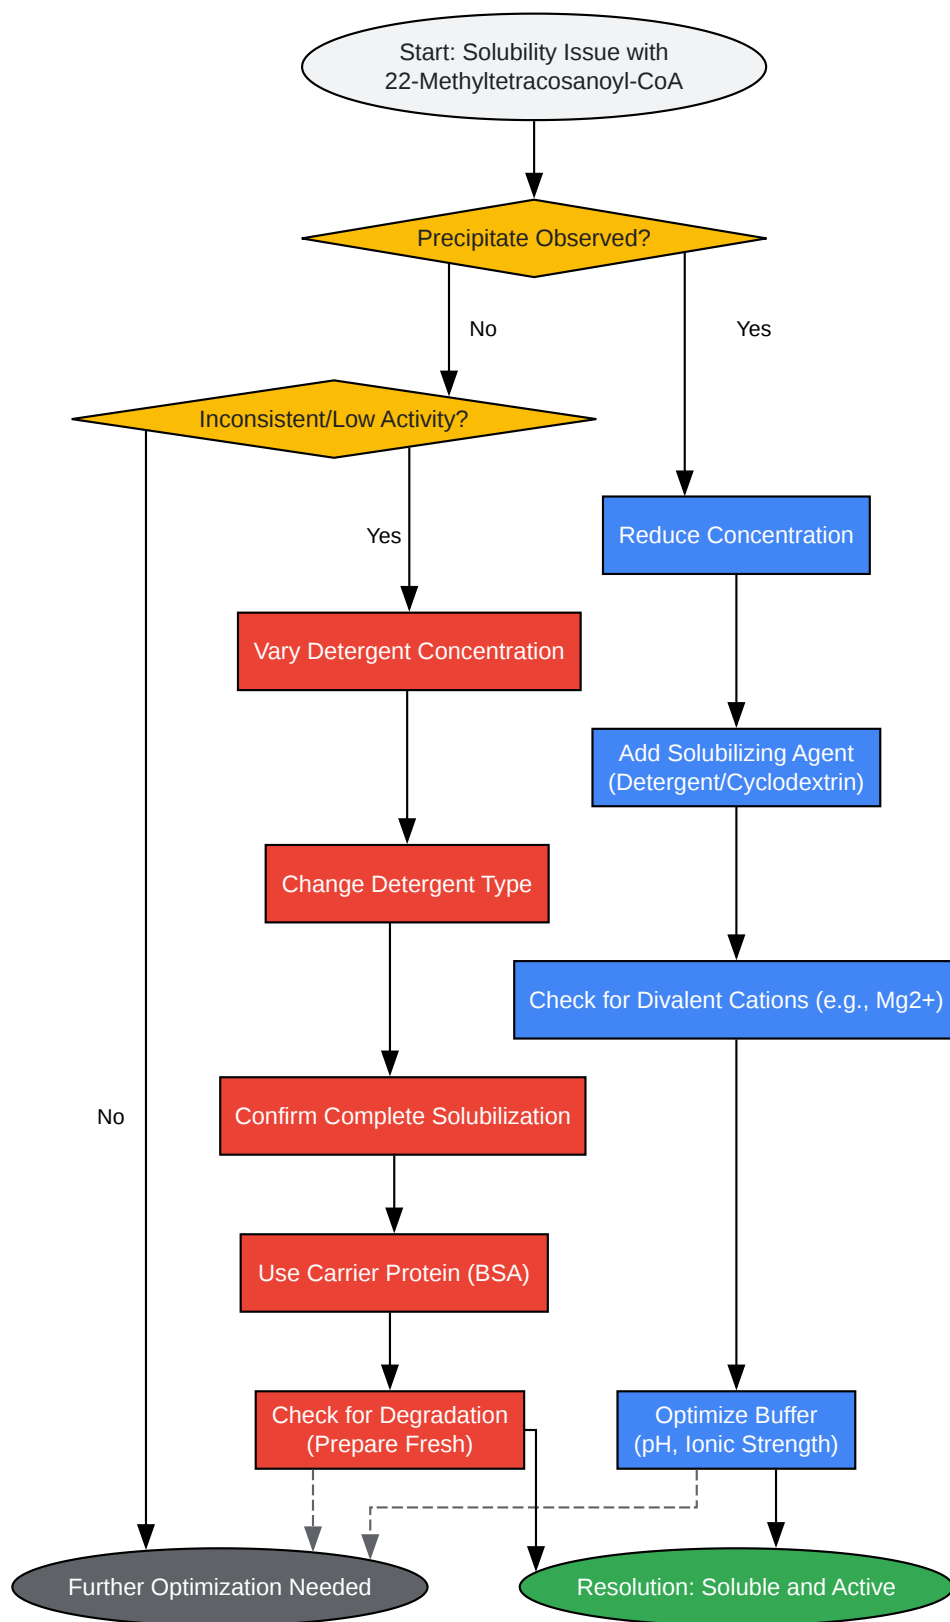 Start: Solubility Issue with
22-Methyltetracosanoyl-CoA
Precipitate Observed?
No
Yes
Inconsistent/Low Activity?
Yes
Reduce Concentration
Vary Detergent Concentration
Add Solubilizing Agent
(Detergent/Cyclodextrin)
Change Detergent Type
Check for Divalent Cations (e.g., Mg2+)
No
Confirm Complete Solubilization
Use Carrier Protein (BSA)
Check for Degradation
(Prepare Fresh)
Optimize Buffer
(pH, Ionic Strength)
Further Optimization Needed
Resolution: Soluble and Active